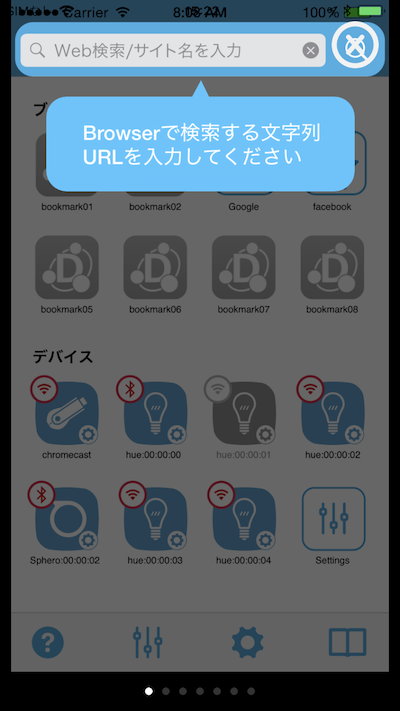 Carrier
100%
Web検索/サイト名を入力
Browserで検索する文字列
URLを入力してください
ブ
bookmark01 bookmark02 Google facebook
bookmark05 bookmark06 bookmark07 bookmark08
デバイス
chromecast hue:00:00:00 hue:00:00:01 hue:00:00:02
Sphero:00:00:02 hue:00:00:03 hue:00:00:04 Settings